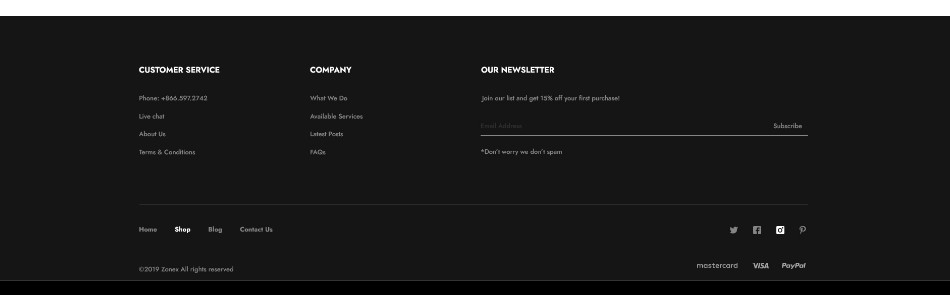 CUSTOMER SERVICE
Phone: +866.597.2742
Live chat
About Us
Terms & Conditions
COMPANY
What We Do
Available Services
Latest Posts
FAQs
OUR NEWSLETTER
Join our list and get 15% off your first purchase!
Email Address
Subscribe
*Don't worry we don't spam
Home Shop Blog Contact Us
©2019 Zonex All rights reserved
mastercard VISA PayPal